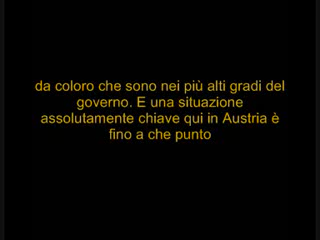 da coloro che sono nei più alti gradi del
governo. E una situazione
assolutamente chiave qui in Austria è
fino a che punto